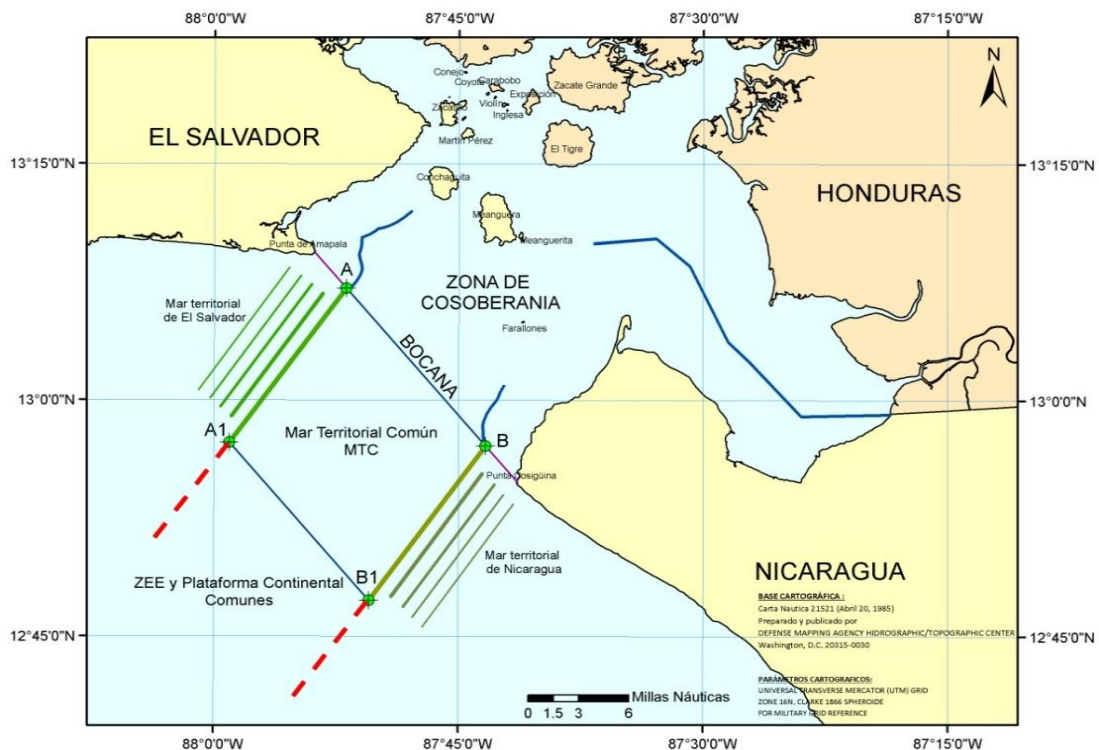 88°0'0"W 87°45'0"W 87°30'0"W 87°15'0"W
N
Conejo
Coyote
Carabobo
Zacate Grande
Exposición
Violín
Inglesa
EL SALVADOR
Martín Pérez
El Tigre
13°15'0"N 13°15'0"N
Conchaguita
HONDURAS
Meanguera
Punta de Amapala
Meanguerita
A
ZONA DE
COSOBERANIA
Mar territorial
de El Salvador
Farallones
BOCANA
13°0'0"N 13°0'0"N
A1
Mar Territorial Común
MTC
B
Punta Cosigüina
Mar territorial
de Nicaragua
B1
ZEE y Plataforma Continental
Comunes
NICARAGUA
BASE CARTOGRÁFICA :
Carta Nautica 21521 (Abril 20, 1985)
Preparado y publicado por
DEFENSE MAPPING AGENCY HIDROGRAPHIC/TOPOGRAPHIC CENTER
Washington, D.C. 20315-0030
12°45'0"N 12°45'0"N
PARÁMETROS CARTOGRAFICOS:
UNIVERSAL TRANSVERSE MERCATOR (UTM) GRID
ZONE 16N, CLARKE 1866 SPHEROIDE
FOR MILITARY GRID REFERENCE
Millas Náuticas
0 1.5 3 6
88°0'0"W 87°45'0"W 87°30'0"W 87°15'0"W